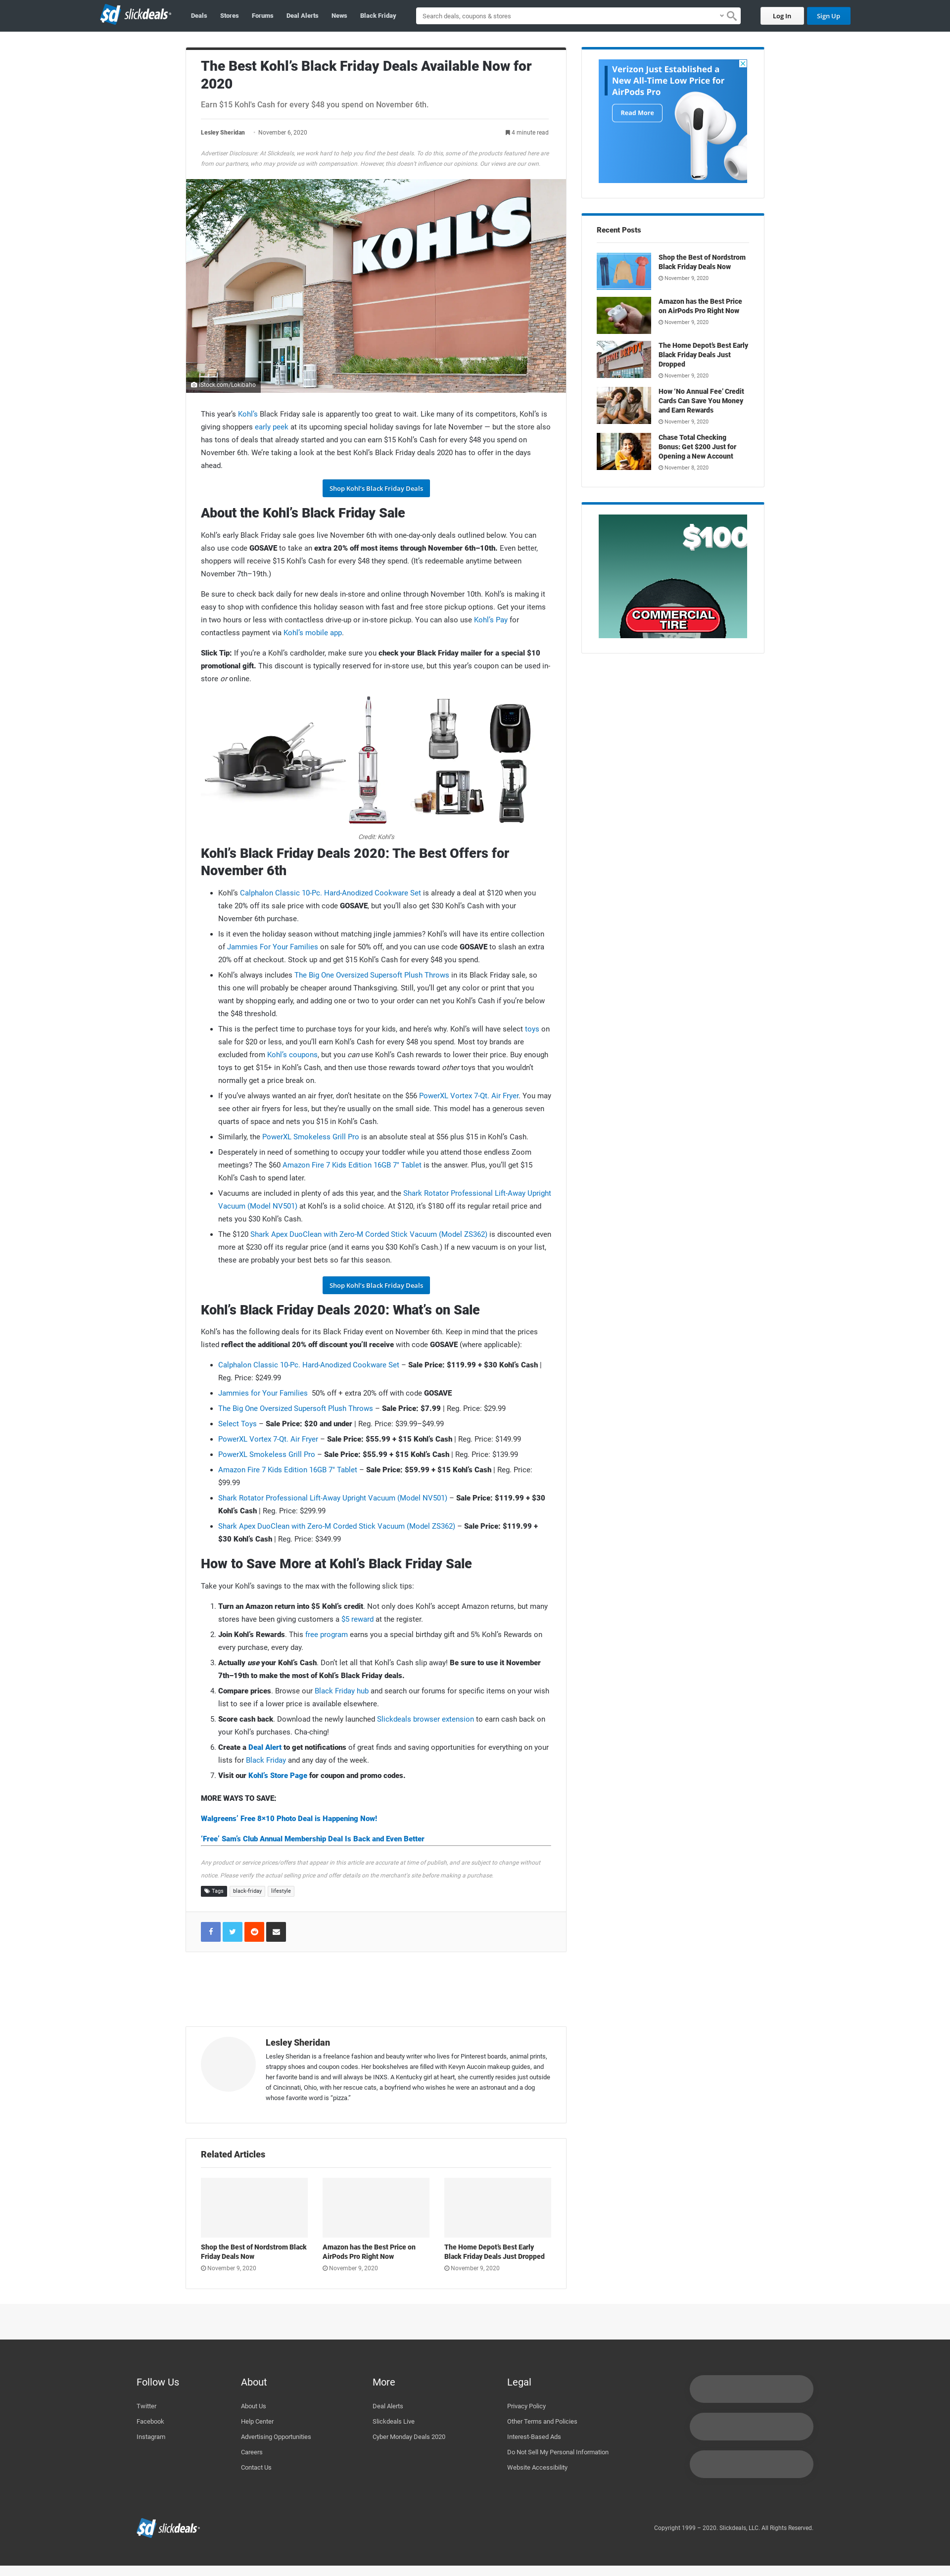 sd slickdeals
Deals
Stores
Forums
Deal Alerts
News
Black Friday
Search deals, coupons & stores
Log In
Sign Up
The Best Kohl’s Black Friday Deals Available Now for
2020
Earn $15 Kohl's Cash for every $48 you spend on November 6th.
Lesley Sheridan
November 6, 2020
4 minute read
Advertiser Disclosure: At Slickdeals, we work hard to help you find the best deals. To do this, some of the products featured here are
from our partners, who may provide us with compensation. However, this doesn’t influence our opinions. Our views are our own.
KOHL'S
iStock.com/LokiDatio
This year’s Kohl’s Black Friday sale is apparently too great to wait. Like many of its competitors, Kohl’s is
giving shoppers early peek at its upcoming special holiday savings for late November — but the store also
has tons of deals that already started and you can earn $15 Kohl’s Cash for every $48 you spend on
November 6th. We’re taking a look at the best Kohl’s Black Friday deals 2020 has to offer in the days
ahead.
Shop Kohl's Black Friday Deals
About the Kohl’s Black Friday Sale
Kohl’s early Black Friday sale goes live November 6th with one-day-only deals outlined below. You can
also use code GOSAVE to take an extra 20% off most items through November 6th–10th. Even better,
shoppers will receive $15 Kohl’s Cash for every $48 they spend. (It’s redeemable anytime between
November 7th–19th.)
Be sure to check back daily for new deals in-store and online through November 10th. Kohl’s is making it
easy to shop with confidence this holiday season with fast and free store pickup options. Get your items
in two hours or less with contactless drive-up or in-store pickup. You can also use Kohl’s Pay for
contactless payment via Kohl’s mobile app.
Slick Tip: If you’re a Kohl’s cardholder, make sure you check your Black Friday mailer for a special $10
promotional gift. This discount is typically reserved for in-store use, but this year’s coupon can be used in-
store or online.
Credit: Kohl's
Kohl’s Black Friday Deals 2020: The Best Offers for
November 6th
Kohl’s Calphalon Classic 10-Pc. Hard-Anodized Cookware Set is already a deal at $120 when you
take 20% off its sale price with code GOSAVE, but you’ll also get $30 Kohl’s Cash with your
November 6th purchase.
Is it even the holiday season without matching jingle jammies? Kohl’s will have its entire collection
of Jammies For Your Families on sale for 50% off, and you can use code GOSAVE to slash an extra
20% off at checkout. Stock up and get $15 Kohl’s Cash for every $48 you spend.
Kohl’s always includes The Big One Oversized Supersoft Plush Throws in its Black Friday sale, so
this one will probably be cheaper around Thanksgiving. Still, you’ll get any color or print that you
want by shopping early, and adding one or two to your order can net you Kohl’s Cash if you’re below
the $48 threshold.
This is the perfect time to purchase toys for your kids, and here’s why. Kohl’s will have select toys on
sale for $20 or less, and you’ll earn Kohl’s Cash for every $48 you spend. Most toy brands are
excluded from Kohl’s coupons, but you can use Kohl’s Cash rewards to lower their price. Buy enough
toys to get $15+ in Kohl’s Cash, and then use those rewards toward other toys that you wouldn’t
normally get a price break on.
If you’ve always wanted an air fryer, don’t hesitate on the $56 PowerXL Vortex 7-Qt. Air Fryer. You may
see other air fryers for less, but they’re usually on the small side. This model has a generous seven
quarts of space and nets you $15 in Kohl’s Cash.
Similarly, the PowerXL Smokeless Grill Pro is an absolute steal at $56 plus $15 in Kohl’s Cash.
Desperately in need of something to occupy your toddler while you attend those endless Zoom
meetings? The $60 Amazon Fire 7 Kids Edition 16GB 7″ Tablet is the answer. Plus, you’ll get $15
Kohl’s Cash to spend later.
Vacuums are included in plenty of ads this year, and the Shark Rotator Professional Lift-Away Upright
Vacuum (Model NV501) at Kohl’s is a solid choice. At $120, it’s $180 off its regular retail price and
nets you $30 Kohl’s Cash.
The $120 Shark Apex DuoClean with Zero-M Corded Stick Vacuum (Model ZS362) is discounted even
more at $230 off its regular price (and it earns you $30 Kohl’s Cash.) If a new vacuum is on your list,
these are probably your best bets so far this season.
Shop Kohl's Black Friday Deals
Kohl’s Black Friday Deals 2020: What’s on Sale
Kohl’s has the following deals for its Black Friday event on November 6th. Keep in mind that the prices
listed reflect the additional 20% off discount you’ll receive with code GOSAVE (where applicable):
Calphalon Classic 10-Pc. Hard-Anodized Cookware Set – Sale Price: $119.99 + $30 Kohl’s Cash |
Reg. Price: $249.99
Jammies for Your Families 50% off + extra 20% off with code GOSAVE
The Big One Oversized Supersoft Plush Throws – Sale Price: $7.99 | Reg. Price: $29.99
Select Toys – Sale Price: $20 and under | Reg. Price: $39.99–$49.99
PowerXL Vortex 7-Qt. Air Fryer – Sale Price: $55.99 + $15 Kohl’s Cash | Reg. Price: $149.99
PowerXL Smokeless Grill Pro – Sale Price: $55.99 + $15 Kohl’s Cash | Reg. Price: $139.99
Amazon Fire 7 Kids Edition 16GB 7″ Tablet – Sale Price: $59.99 + $15 Kohl’s Cash | Reg. Price:
$99.99
Shark Rotator Professional Lift-Away Upright Vacuum (Model NV501) – Sale Price: $119.99 + $30
Kohl’s Cash | Reg. Price: $299.99
Shark Apex DuoClean with Zero-M Corded Stick Vacuum (Model ZS362) – Sale Price: $119.99 +
$30 Kohl’s Cash | Reg. Price: $349.99
How to Save More at Kohl’s Black Friday Sale
Take your Kohl’s savings to the max with the following slick tips:
1. Turn an Amazon return into $5 Kohl’s credit. Not only does Kohl’s accept Amazon returns, but many
stores have been giving customers a $5 reward at the register.
2. Join Kohl’s Rewards. This free program earns you a special birthday gift and 5% Kohl’s Rewards on
every purchase, every day.
3. Actually use your Kohl’s Cash. Don’t let all that Kohl’s Cash slip away! Be sure to use it November
7th–19th to make the most of Kohl’s Black Friday deals.
4. Compare prices. Browse our Black Friday hub and search our forums for specific items on your wish
list to see if a lower price is available elsewhere.
5. Score cash back. Download the newly launched Slickdeals browser extension to earn cash back on
your Kohl’s purchases. Cha-ching!
6. Create a Deal Alert to get notifications of great finds and saving opportunities for everything on your
lists for Black Friday and any day of the week.
7. Visit our Kohl’s Store Page for coupon and promo codes.
MORE WAYS TO SAVE:
Walgreens’ Free 8×10 Photo Deal is Happening Now!
‘Free’ Sam’s Club Annual Membership Deal Is Back and Even Better
Any product or service prices/offers that appear in this article are accurate at time of publish, and are subject to change without
notice. Please verify the actual selling price and offer details on the merchant’s site before making a purchase.
Tags
black-friday
lifestyle
Lesley Sheridan
Lesley Sheridan is a freelance fashion and beauty writer who lives for Pinterest boards, animal prints,
strappy shoes and coupon codes. Her bookshelves are filled with Kevyn Aucoin makeup guides, and
her favorite band is and will always be INXS. A Kentucky girl at heart, she currently resides just outside
of Cincinnati, Ohio, with her rescue cats, a boyfriend who wishes he were an astronaut and a dog
whose favorite word is “pizza.”
Related Articles
Shop the Best of Nordstrom Black
Friday Deals Now
November 9, 2020
Amazon has the Best Price on
AirPods Pro Right Now
November 9, 2020
The Home Depot’s Best Early
Black Friday Deals Just Dropped
November 9, 2020
Verizon Just Established a
New All-Time Low Price for
AirPods Pro
Read More
Recent Posts
Shop the Best of Nordstrom
Black Friday Deals Now
November 9, 2020
Amazon has the Best Price
on AirPods Pro Right Now
November 9, 2020
The Home Depot’s Best Early
Black Friday Deals Just
Dropped
November 9, 2020
How ‘No Annual Fee’ Credit
Cards Can Save You Money
and Earn Rewards
November 9, 2020
Chase Total Checking
Bonus: Get $200 Just for
Opening a New Account
November 8, 2020
$100
COMMERCIAL
TIRE
Follow Us
Twitter
Facebook
Instagram
About
About Us
Help Center
Advertising Opportunities
Careers
Contact Us
More
Deal Alerts
Slickdeals Live
Cyber Monday Deals 2020
Legal
Privacy Policy
Other Terms and Policies
Interest-Based Ads
Do Not Sell My Personal Information
Website Accessibility
sd slickdeals
Copyright 1999 – 2020. Slickdeals, LLC. All Rights Reserved.